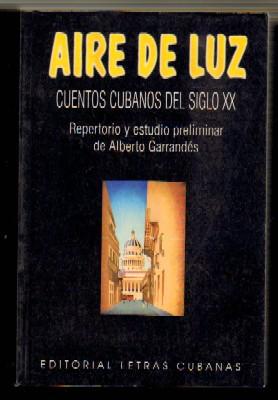 AIRE DE LUZ
CUENTOS CUBANOS DEL SIGLO XX
Repertorio y estudio preliminar
de Alberto Garrandés
EDITORIAL LETRAS CUBANAS